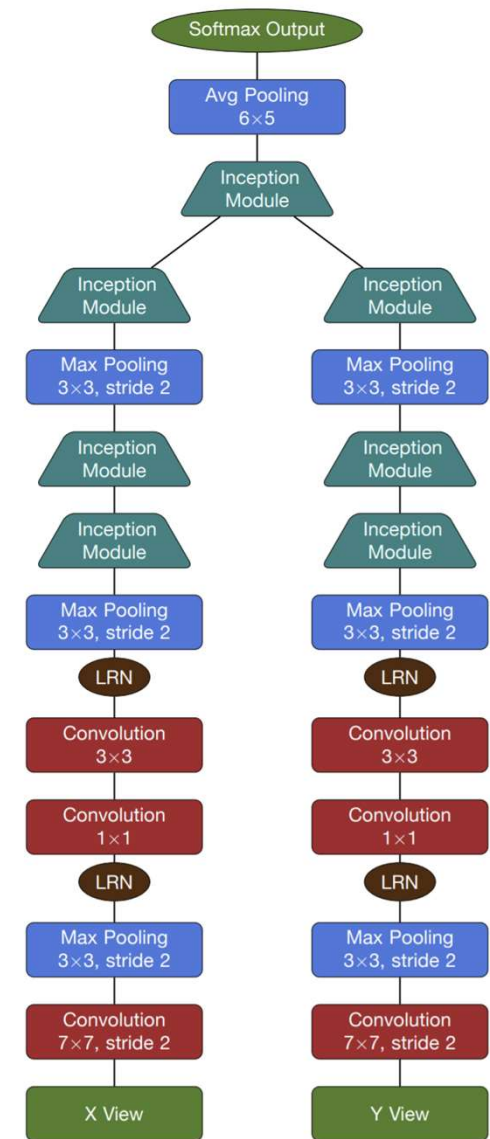 Softmax Output
Avg Pooling
6×5
Inception
Module
Inception
Module
Inception
Module
Max Pooling
3×3, stride 2
Max Pooling
3×3, stride 2
Inception
Module
Inception
Module
Inception
Module
Inception
Module
Max Pooling
3×3, stride 2
Max Pooling
3×3, stride 2
LRN
LRN
Convolution
3×3
Convolution
3×3
Convolution
1×1
Convolution
1×1
LRN
LRN
Max Pooling
3×3, stride 2
Max Pooling
3×3, stride 2
Convolution
7×7, stride 2
Convolution
7×7, stride 2
X View
Y View